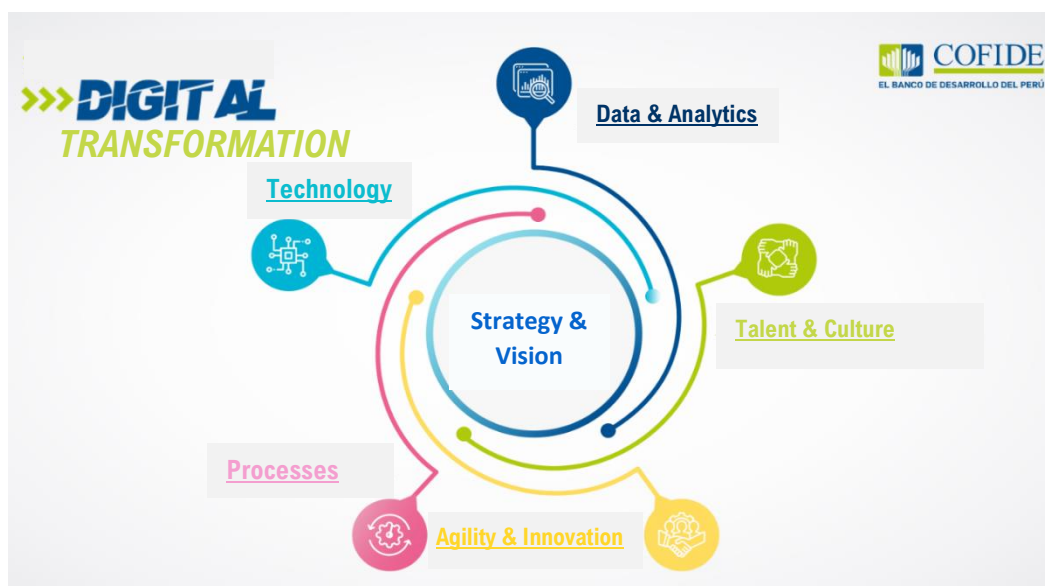 DIGITAL
TRANSFORMATION
COFIDE
EL BANCO DE DESARROLLO DEL PERÚ
Data & Analytics
Technology
Strategy &
Vision
Talent & Culture
Processes
Agility & Innovation